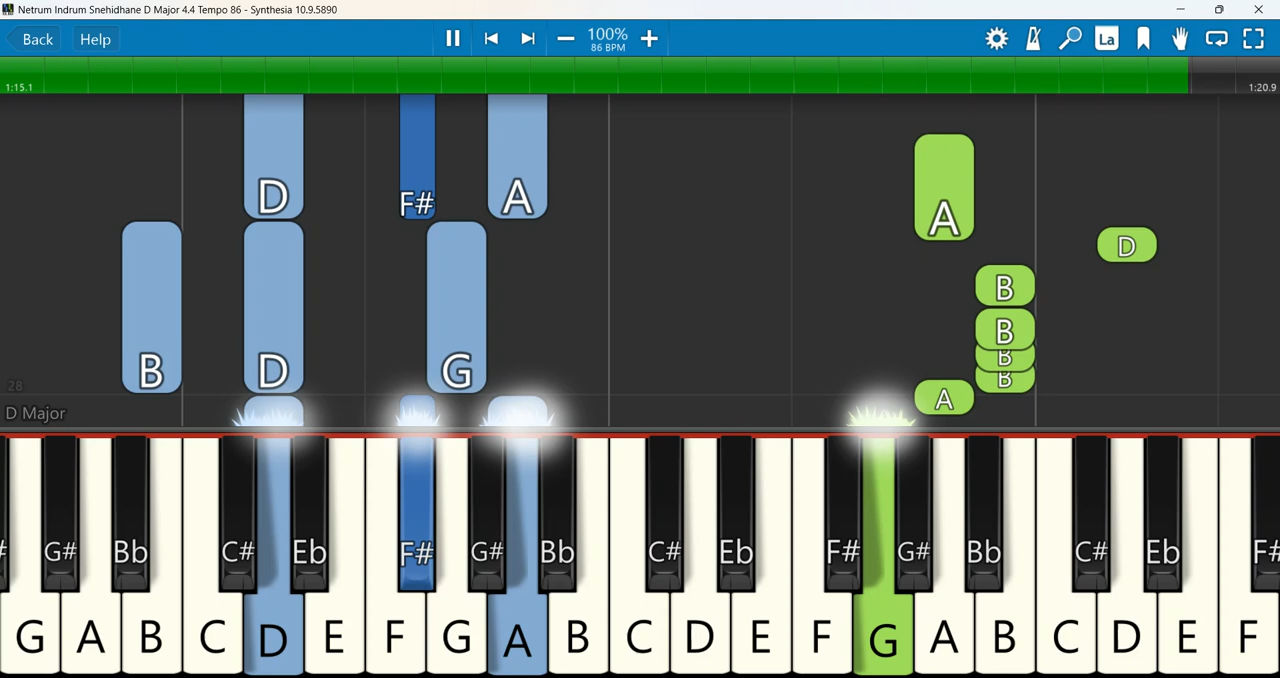 Netrum Indrum Snehidhane D Major 4.4 Tempo 86 - Synthesia 10.9.5890
Back Help 100% La
86 BPM
1:15.1 1:20.9
D F# A A
D
B
B
B D G B
B
28
A
D Major
G# Bb C# Eb F# G# Bb C# Eb F# G# Bb C# Eb F#
G A B C D E F G A B C D E F G A B C D E F